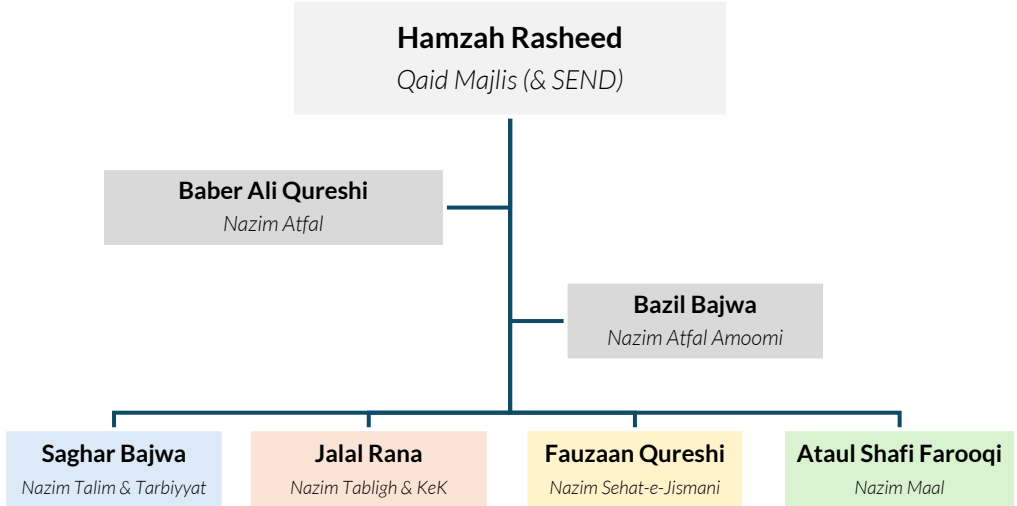 Hamzah Rasheed
Qaid Majlis (& SEND)
Baber Ali Qureshi
Nazim Atfal
Bazil Bajwa
Nazim Atfal Amoomi
Saghar Bajwa
Nazim Talim & Tarbiyyat
Jalal Rana
Nazim Tabligh & KeK
Fauzaan Qureshi
Nazim Sehat-e-Jismani
Ataul Shafi Farooqi
Nazim Maal